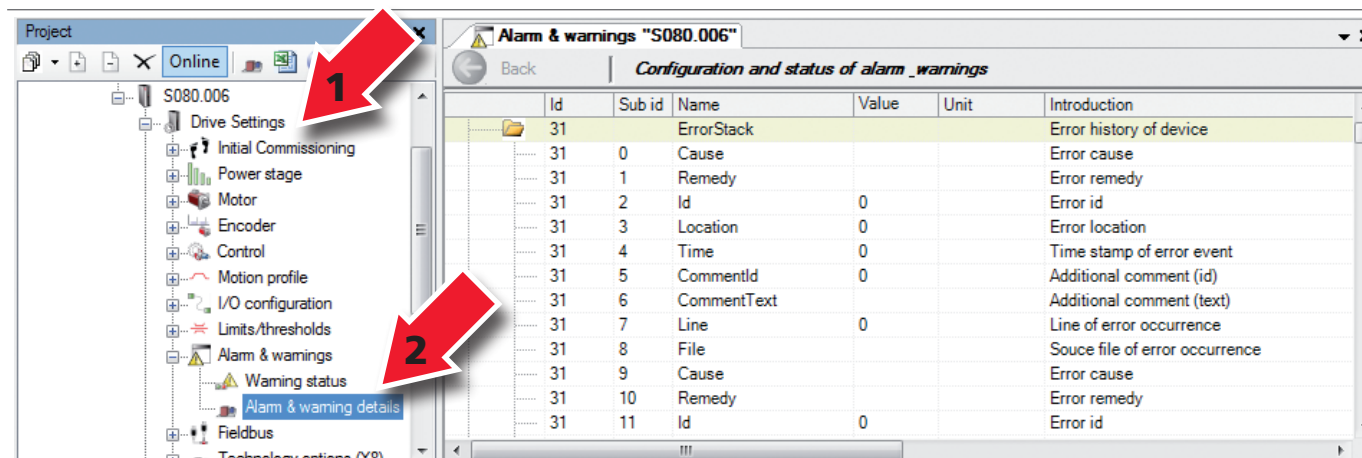 Project
Online
1
S080.006
Drive Settings
Initial Commissioning
Power stage
Motor
Encoder
Control
Motion profile
I/O configuration
Limits/thresholds
Alarm & warnings
2
Warning status
Alarm & warning details
Fieldbus
Technology options (X8)
Alarm & warnings "S080.006"
Back Configuration and status of alarm _warnings
Id Sub id Name Value Unit Introduction
31 ErrorStack Error history of device
31 0 Cause Error cause
31 1 Remedy Error remedy
31 2 Id 0 Error id
31 3 Location 0 Error location
31 4 Time 0 Time stamp of error event
31 5 CommentId 0 Additional comment (id)
31 6 CommentText Additional comment (text)
31 7 Line 0 Line of error occurrence
31 8 File Souce file of error occurrence
31 9 Cause Error cause
31 10 Remedy Error remedy
31 11 Id 0 Error id